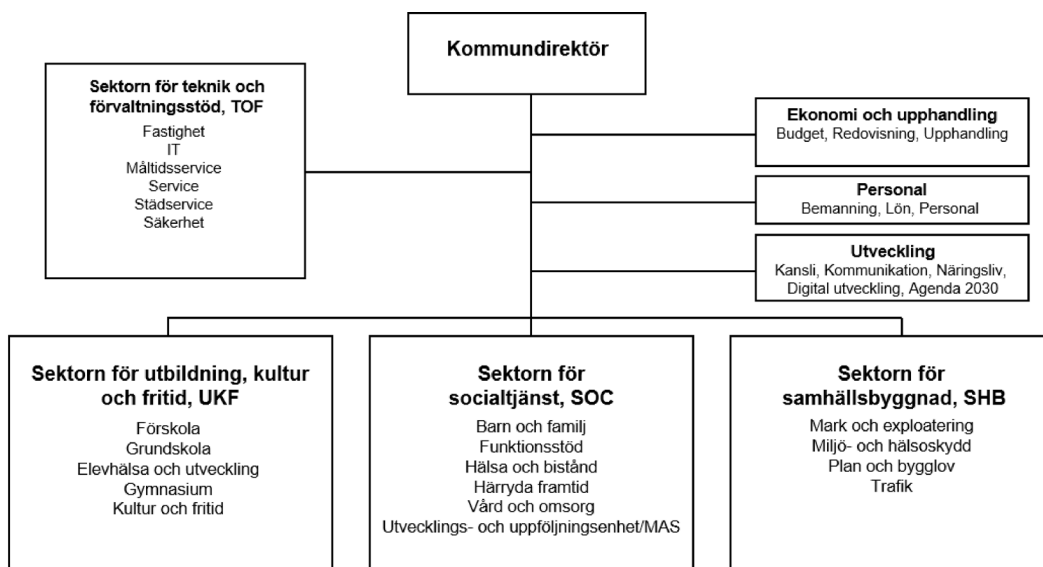 Kommundirektör
Sektorn för teknik och
förvaltningsstöd, TOF
Fastighet
IT
Måltidsservice
Service
Städservice
Säkerhet
Ekonomi och upphandling
Budget, Redovisning, Upphandling
Personal
Bemanning, Lön, Personal
Utveckling
Kansli, Kommunikation, Näringsliv,
Digital utveckling, Agenda 2030
Sektorn för utbildning, kultur
och fritid, UKF
Förskola
Grundskola
Elevhälsa och utveckling
Gymnasium
Kultur och fritid
Sektorn för
socialtjänst, SOC
Barn och familj
Funktionsstöd
Hälsa och bistånd
Härryda framtid
Vård och omsorg
Utvecklings- och uppföljningsenhet/MAS
Sektorn för
samhällsbyggnad, SHB
Mark och exploatering
Miljö- och hälsoskydd
Plan och bygglov
Trafik